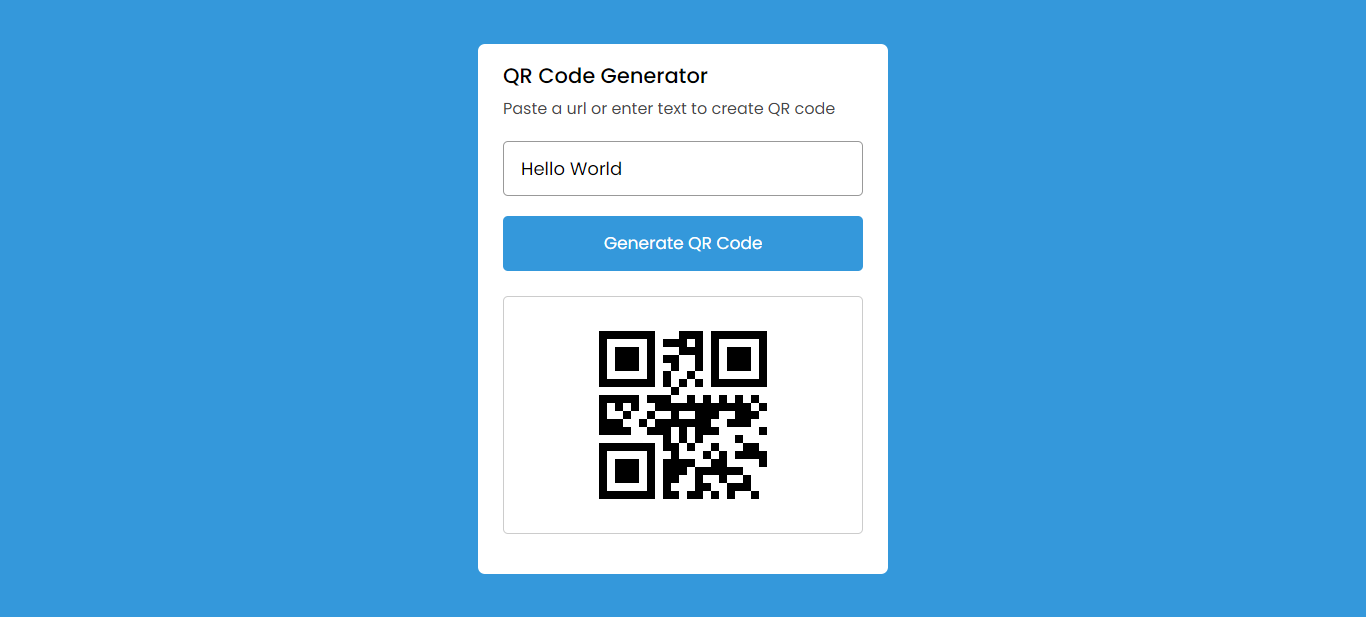 QR Code Generator
Paste a url or enter text to create QR code
Hello World
Generate QR Code